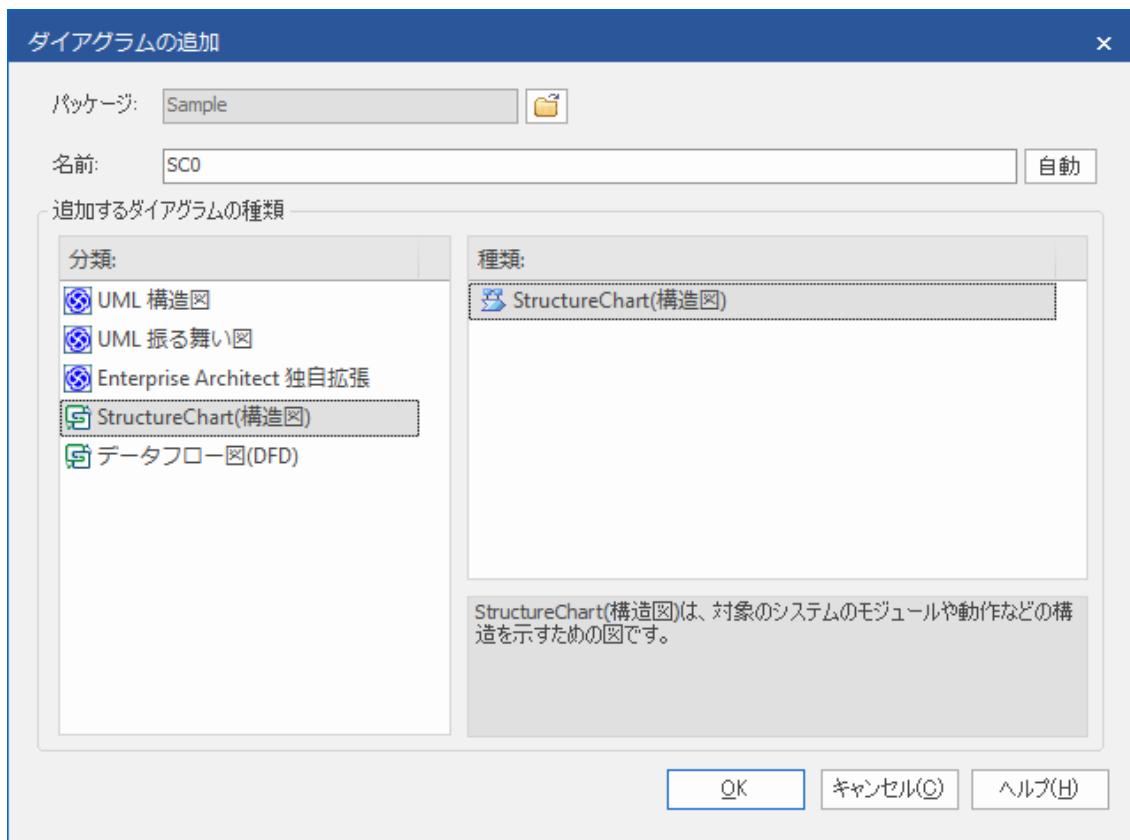 ダイアグラムの追加
パッケージ: Sample
名前: SC0 自動
追加するダイアグラムの種類
分類:
UML 構造図
UML 振る舞い図
Enterprise Architect 独自拡張
StructureChart(構造図)
データフロー図(DFD)
種類:
StructureChart(構造図)
StructureChart(構造図)は、対象のシステムのモジュールや動作などの構
造を示すための図です。
OK キャンセル(C) ヘルプ(H)